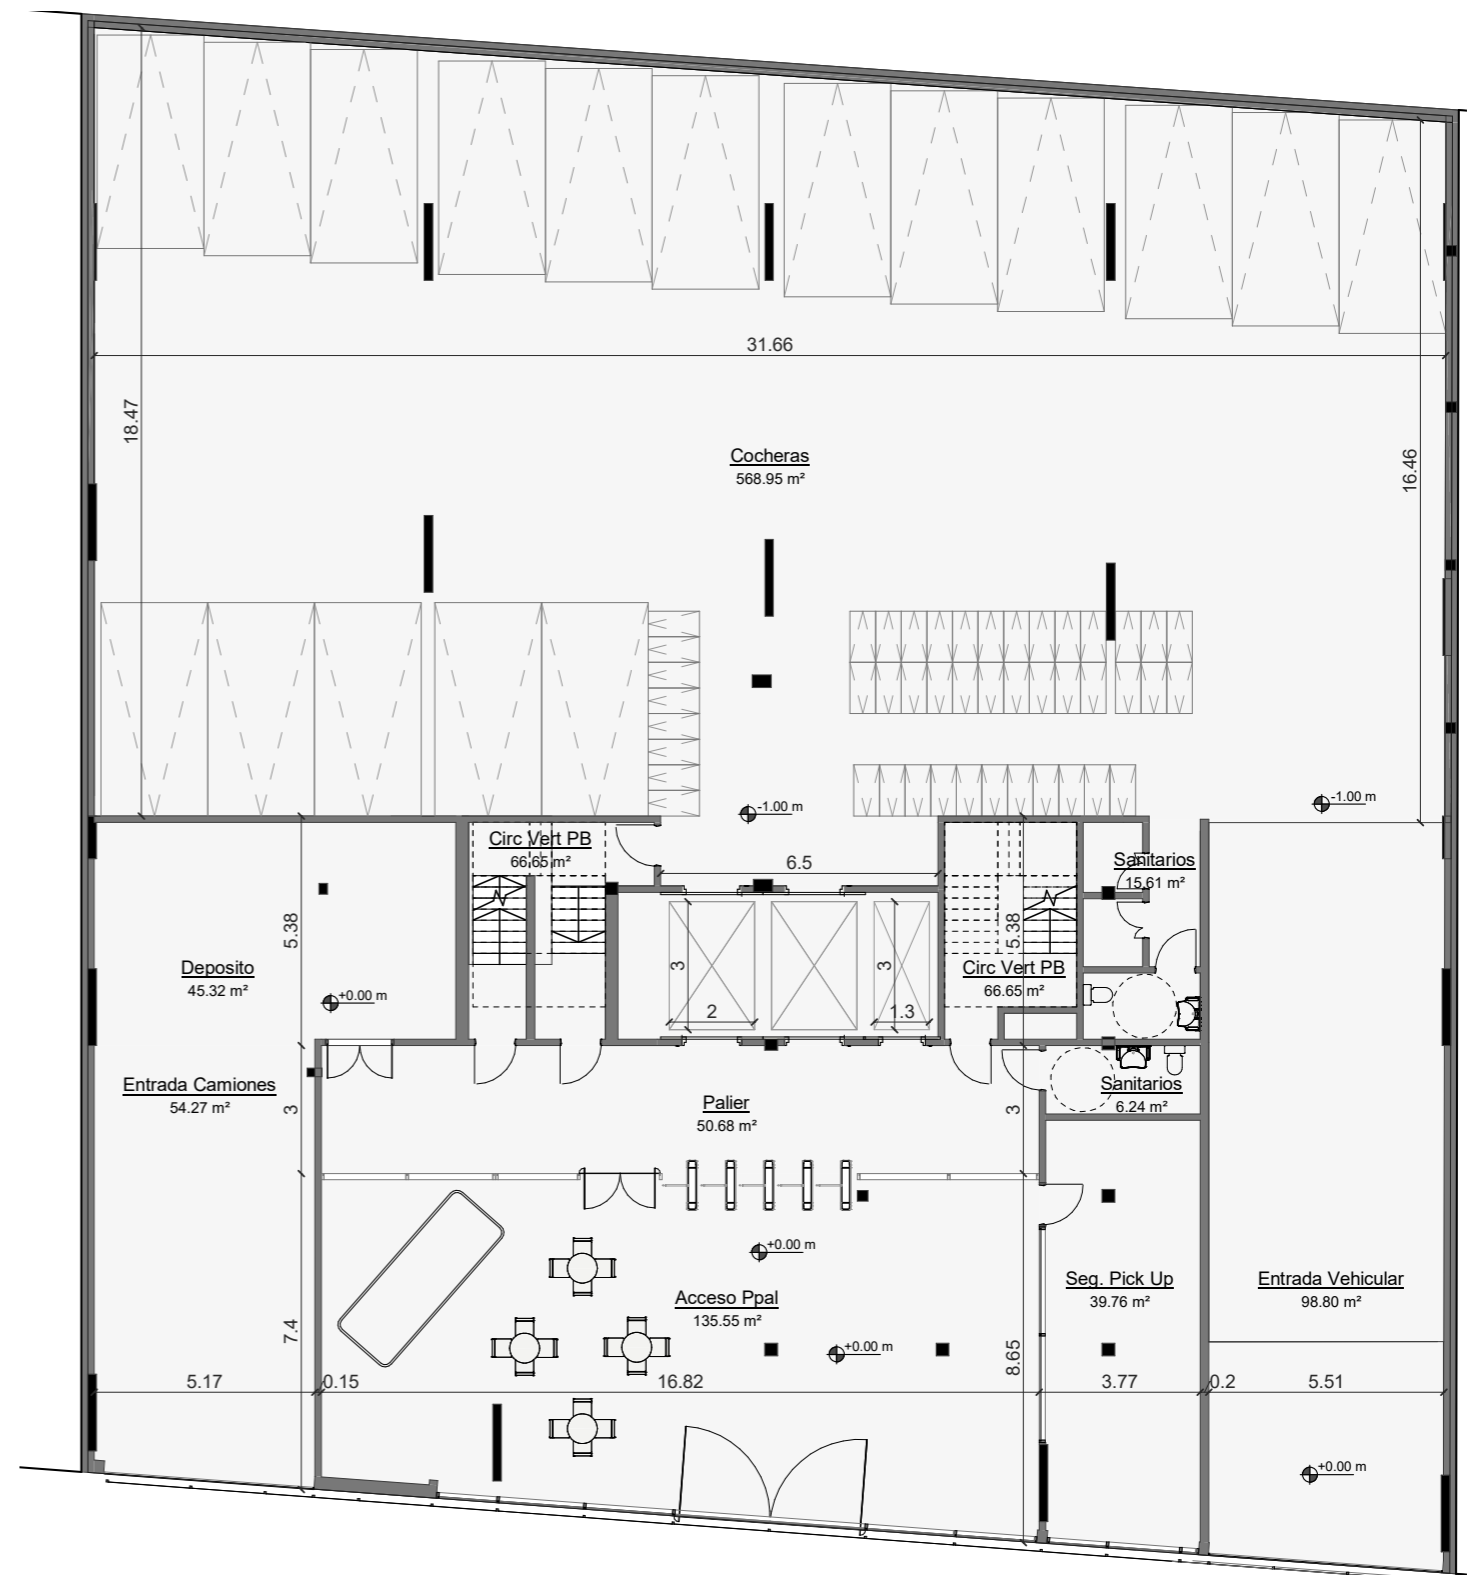 31.66
18.47
16.46
Cocheras
568.95 m²
-1.00 m
-1.00 m
Circ Vert PB
66.65 m²
6.5
Sanitarios
15.61 m²
5.38
5.38
Deposito
45.32 m²
+0.00 m
3
3
2
1.3
Circ Vert PB
66.65 m²
Entrada Camiones
54.27 m²
3
Palier
50.68 m²
3
Sanitarios
6.24 m²
+0.00 m
Acceso Ppal
135.55 m²
Seg. Pick Up
39.76 m²
Entrada Vehicular
98.80 m²
7.4
+0.00 m
8.65
5.17
0.15
16.82
3.77
0.2
5.51
+0.00 m